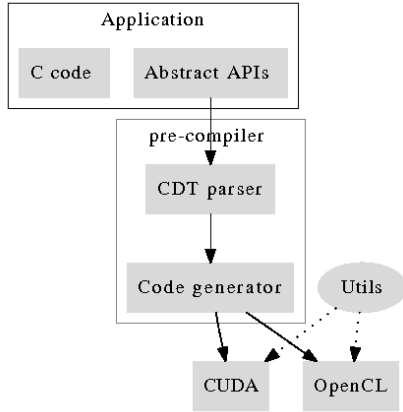 Application
C code
Abstract APIs
pre-compiler
CDT parser
Code generator
Utils
CUDA
OpenCL